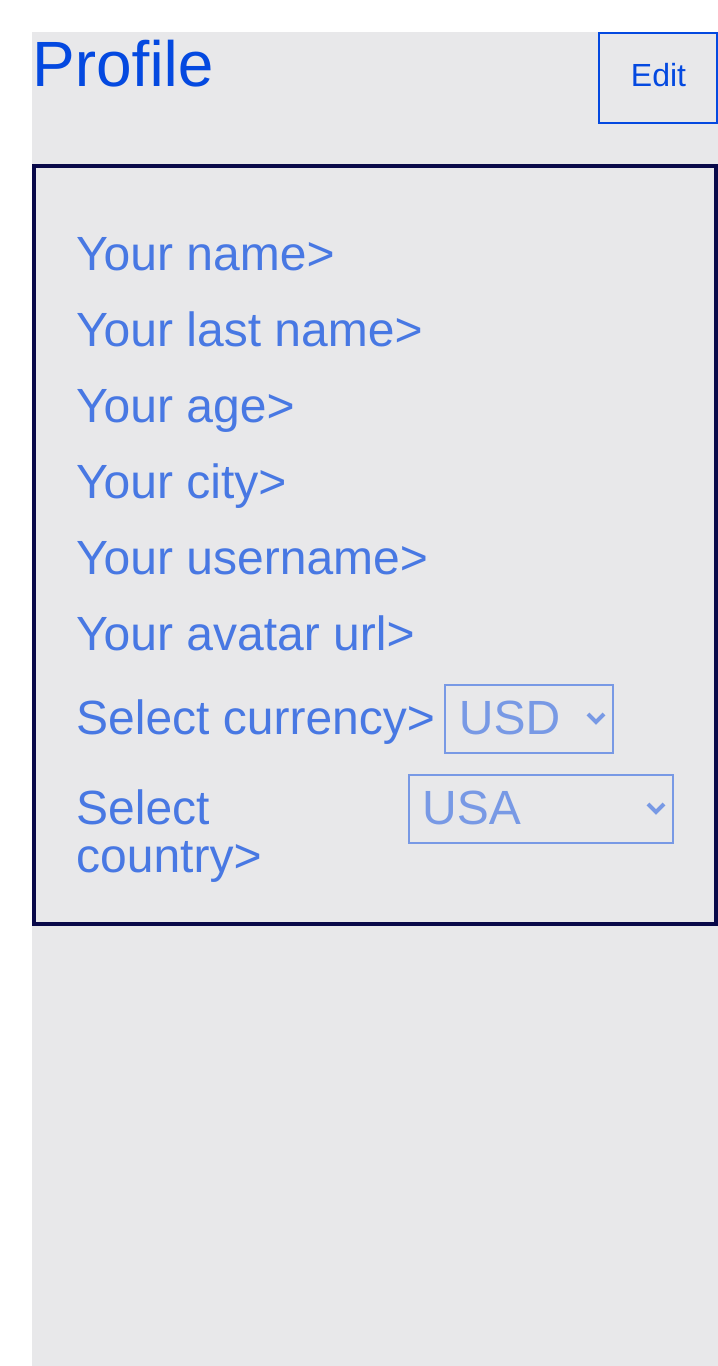 Profile
Edit
Your name>
Your last name>
Your age>
Your city>
Your username>
Your avatar url>
Select currency> USD
Select USA
country>